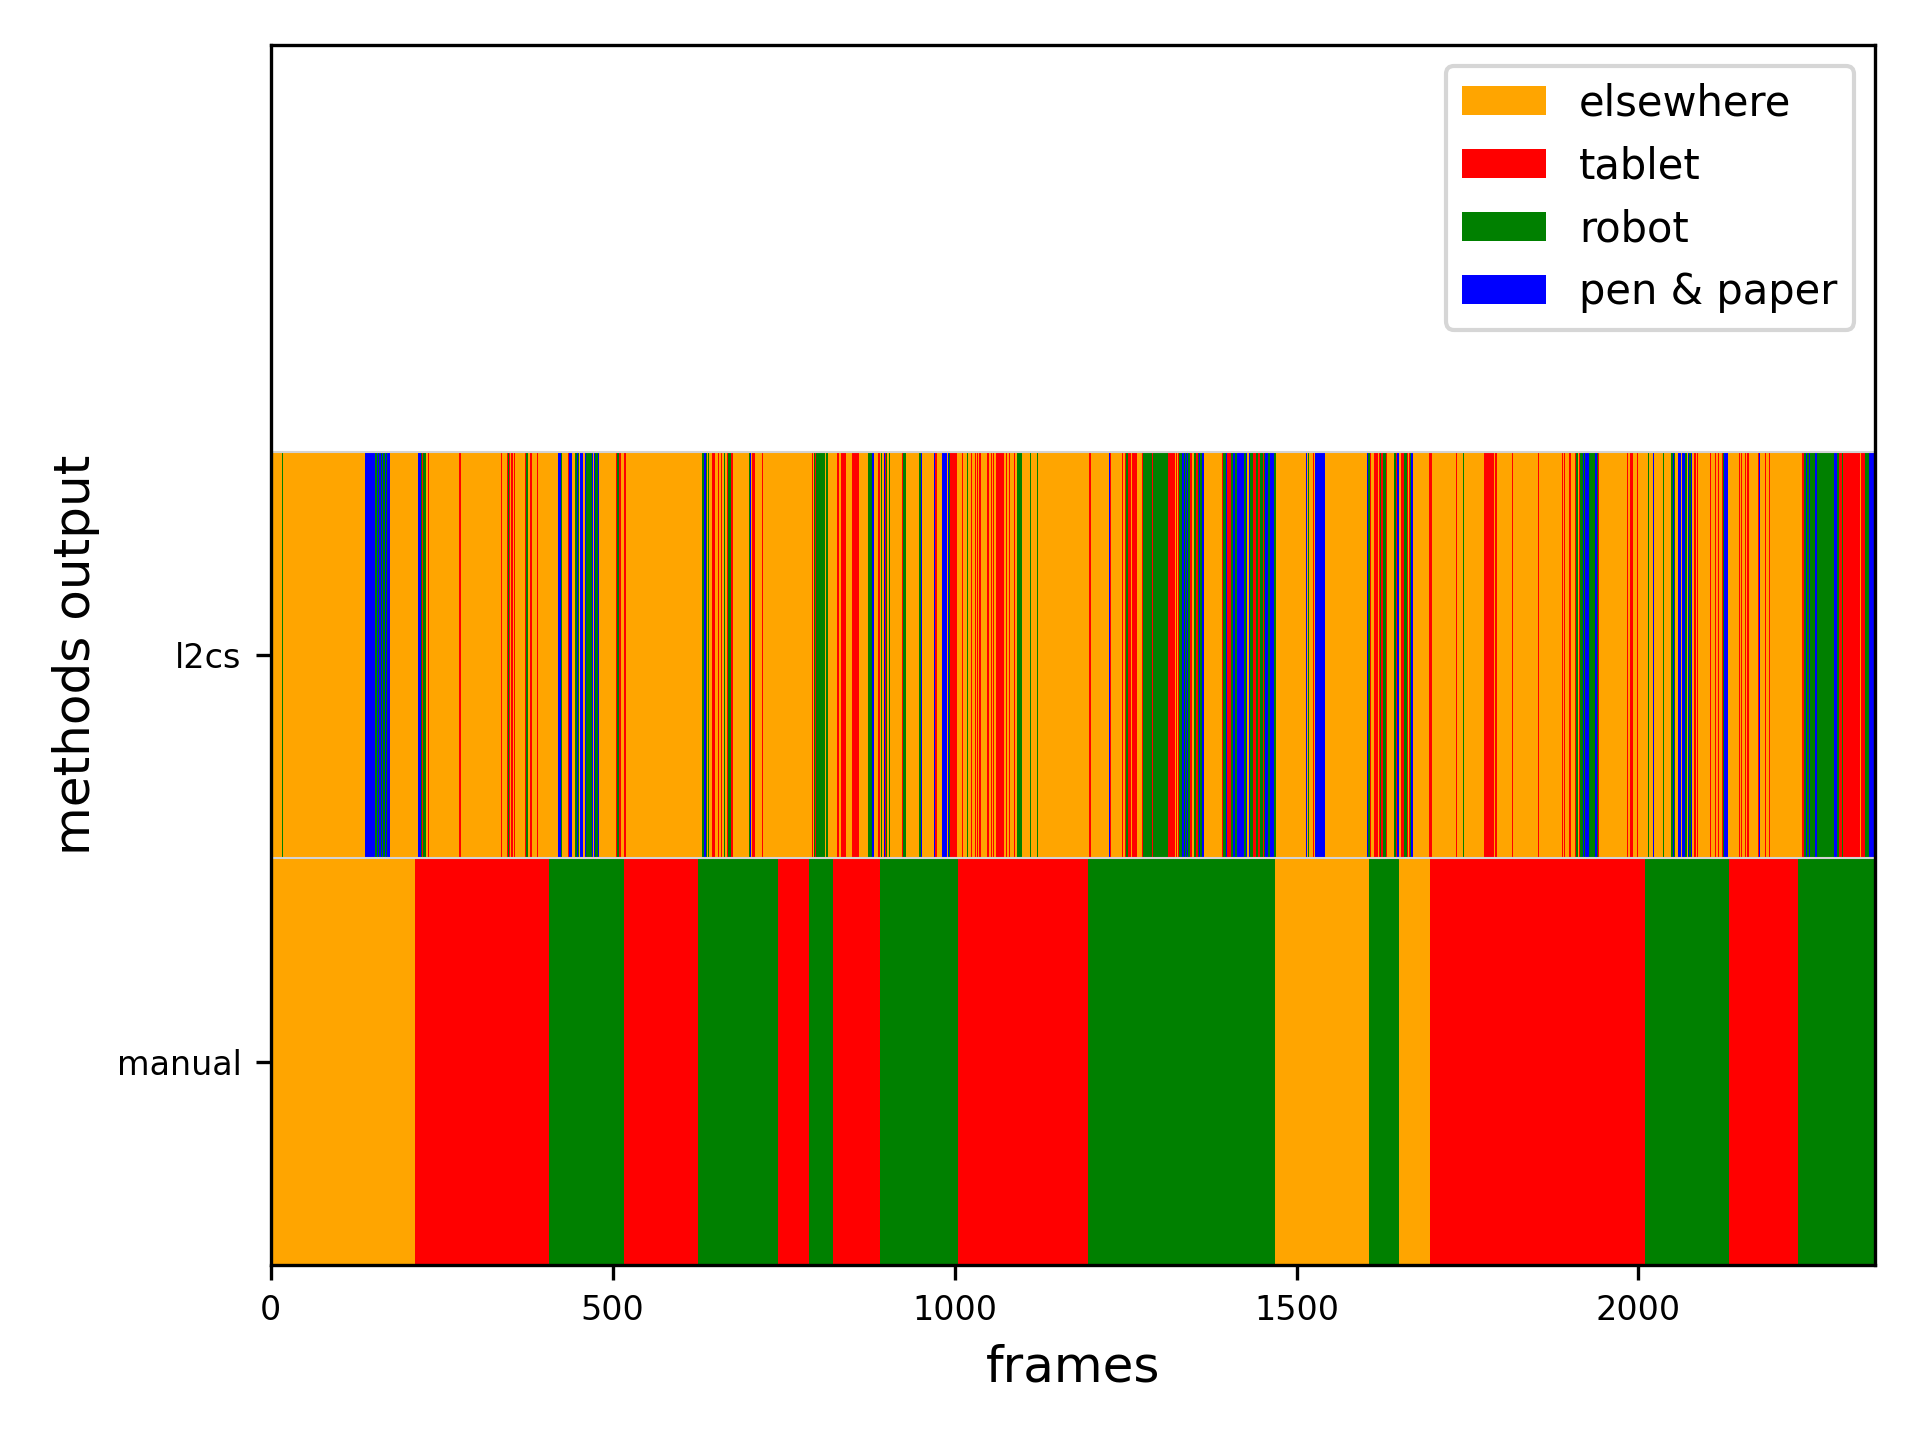 elsewhere
tablet
robot
pen & paper
methods output
l2cs
manual
0
500
1000
1500
2000
frames